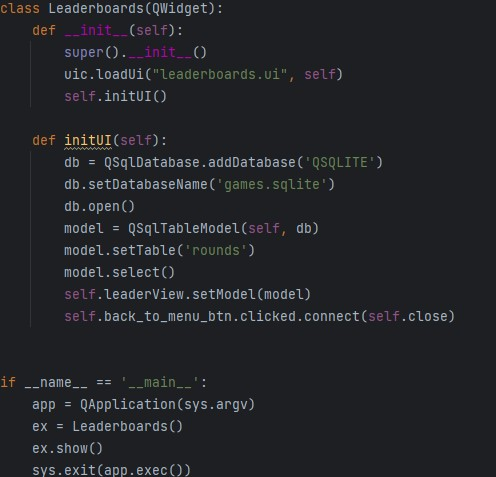 class Leaderboards(QWidget):
    def __init__(self):
        super().__init__()
        uic.loadUi("leaderboards.ui", self)
        self.initUI()

    def initUI(self):
        db = QSqlDatabase.addDatabase('QSQLITE')
        db.setDatabaseName('games.sqlite')
        db.open()
        model = QSqlTableModel(self, db)
        model.setTable('rounds')
        model.select()
        self.leaderView.setModel(model)
        self.back_to_menu_btn.clicked.connect(self.close)


if __name__ == '__main__':
    app = QApplication(sys.argv)
    ex = Leaderboards()
    ex.show()
    sys.exit(app.exec())